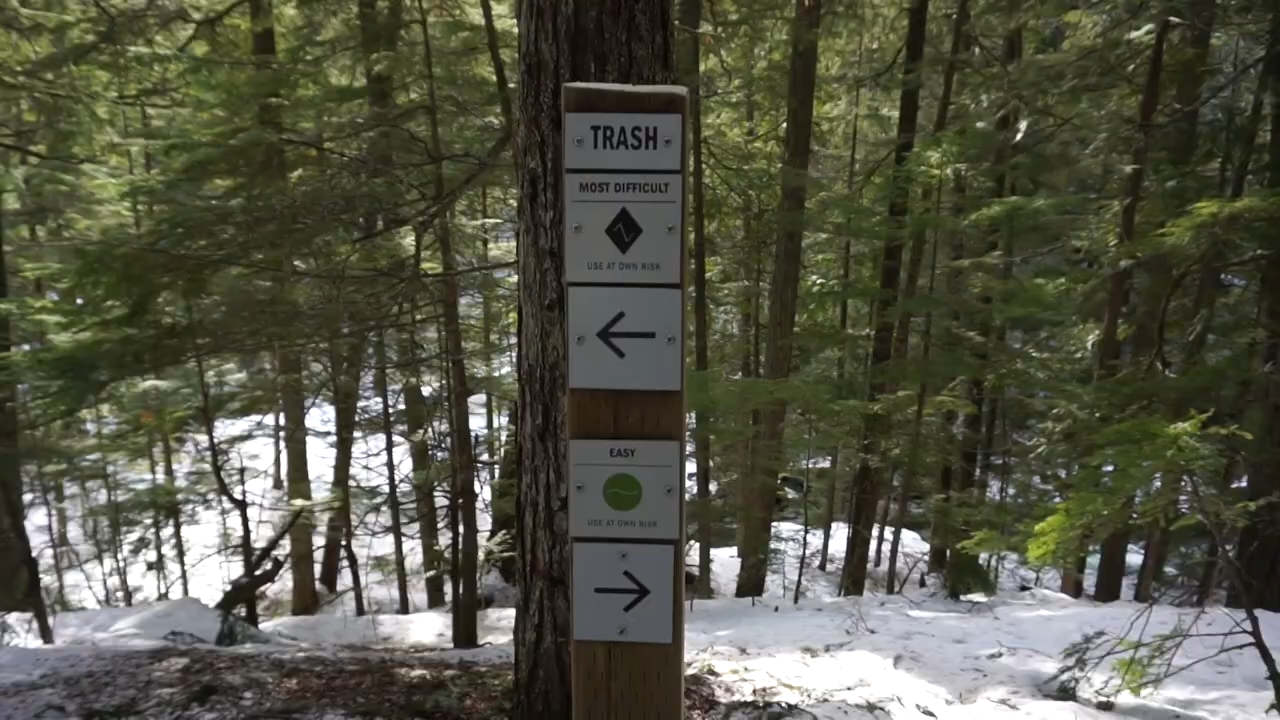 TRASH
MOST DIFFICULT
USE AT OWN RISK
EASY
USE AT OWN RISK